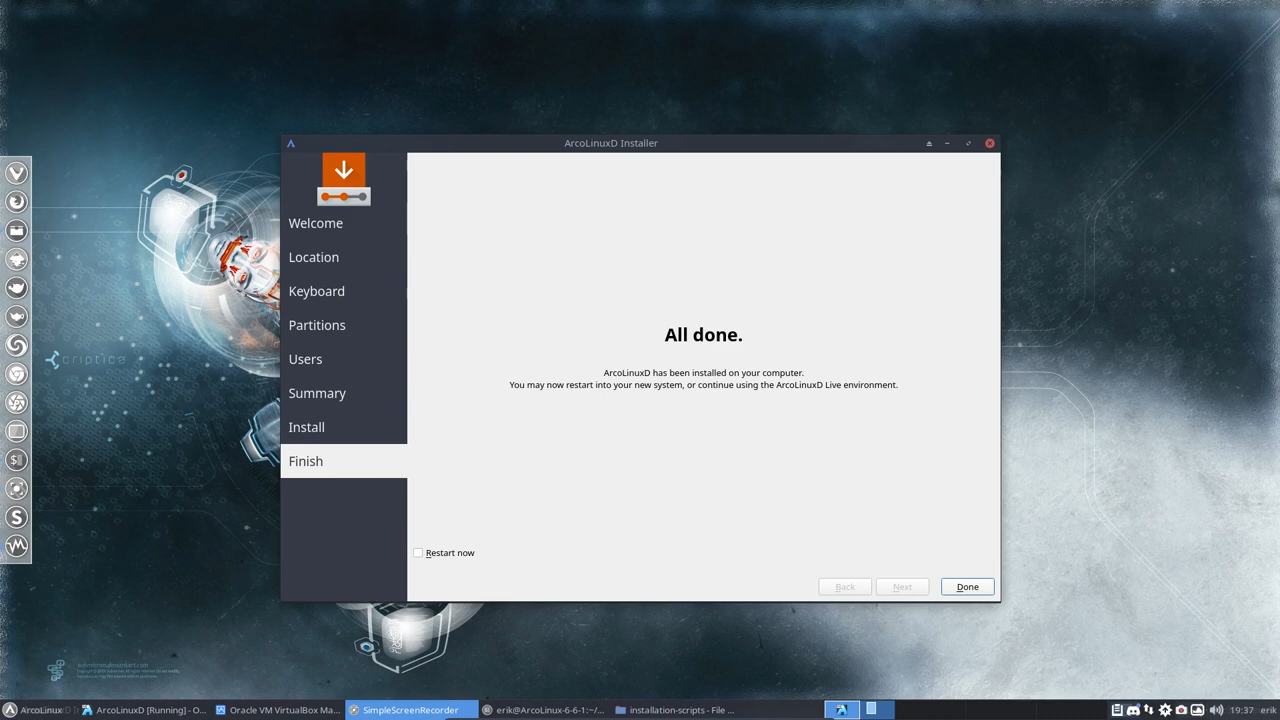 ArcoLinuxD Installer
Welcome
Location
Keyboard
Partitions
Users
Summary
Install
Finish
All done.
ArcoLinuxD has been installed on your computer.
You may now restart into your new system, or continue using the ArcoLinuxD Live environment.
Restart now
Back
Next
Done
criptica
ArcoLinux
ArcoLinuxD [Running] - O...
Oracle VM VirtualBox Ma...
SimpleScreenRecorder
erik@ArcoLinux-6-6-1:~/...
installation-scripts - File ...
19:37
erik